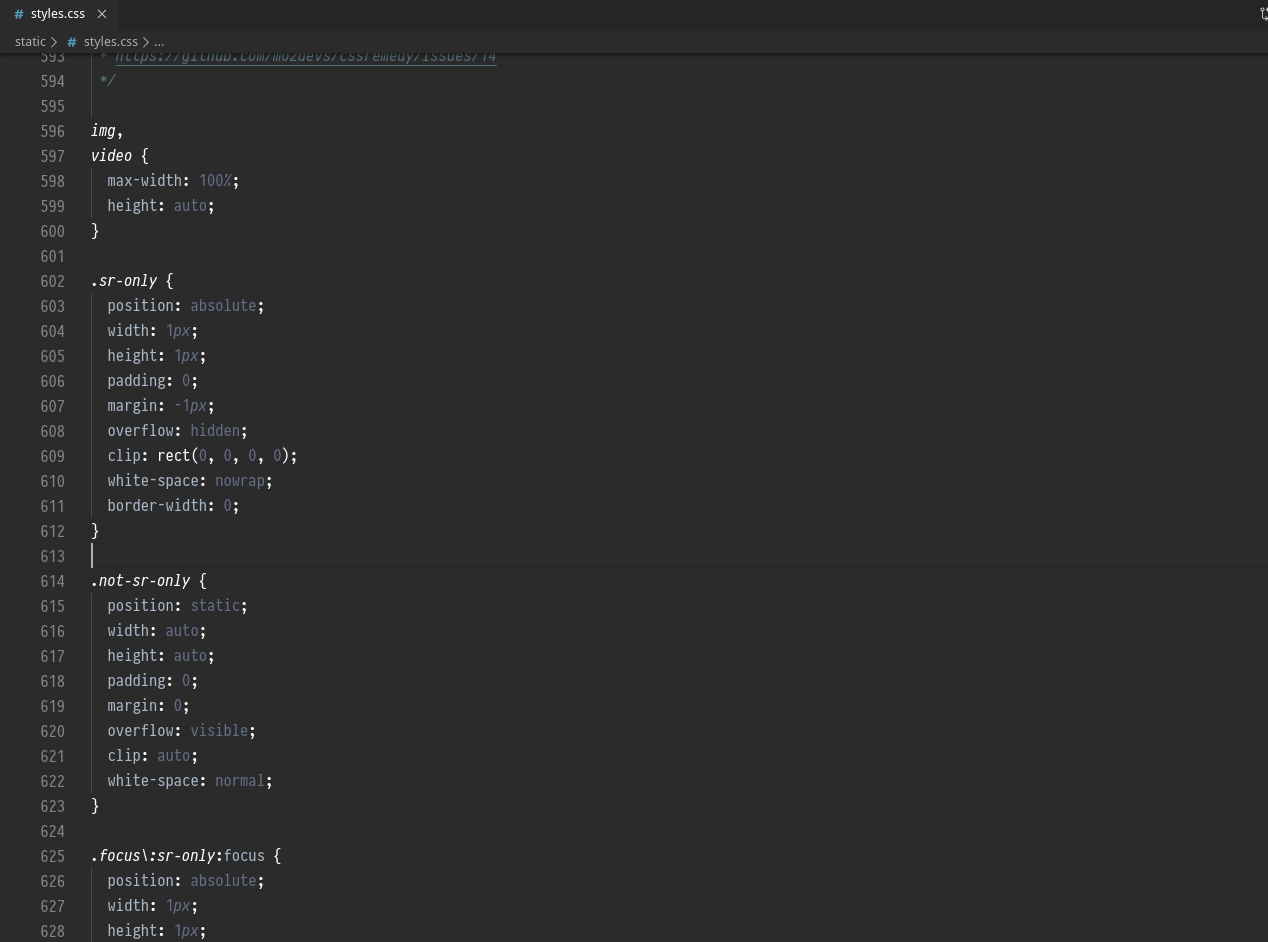 # styles.css ×
static > # styles.css > ...
593 * https://github.com/mozdevs/cssremedy/issues/14
594 */
595
596 img,
597 video {
598 max-width: 100%;
599 height: auto;
600 }
601
602 .sr-only {
603 position: absolute;
604 width: 1px;
605 height: 1px;
606 padding: 0;
607 margin: -1px;
608 overflow: hidden;
609 clip: rect(0, 0, 0, 0);
610 white-space: nowrap;
611 border-width: 0;
612 }
613
614 .not-sr-only {
615 position: static;
616 width: auto;
617 height: auto;
618 padding: 0;
619 margin: 0;
620 overflow: visible;
621 clip: auto;
622 white-space: normal;
623 }
624
625 .focus\:sr-only:focus {
626 position: absolute;
627 width: 1px;
628 height: 1px;